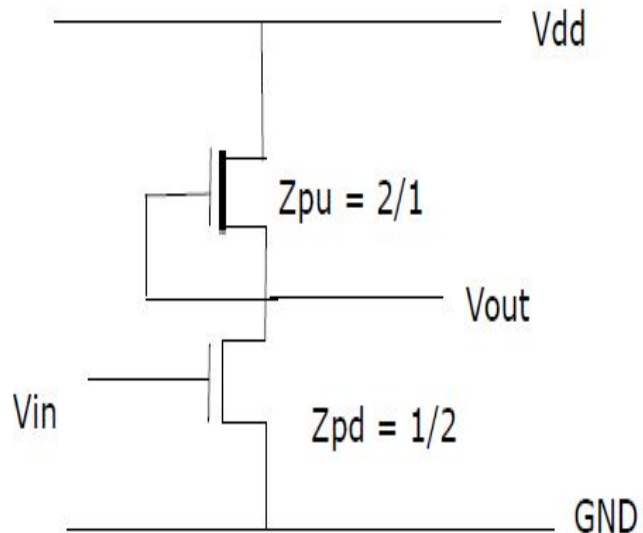 Vdd
Zpu = 2/1
Vout
Vin
Zpd = 1/2
GND